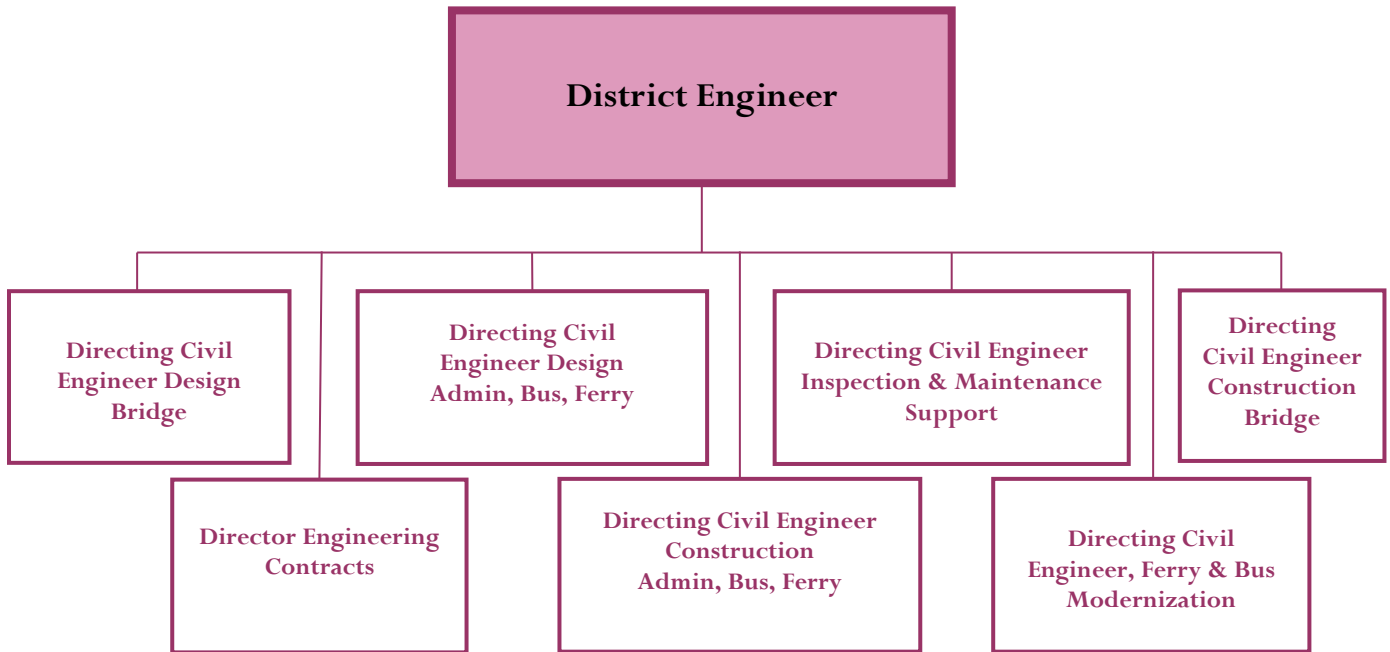 District Engineer
Directing Civil
Engineer Design
Bridge
Directing Civil
Engineer Design
Admin, Bus, Ferry
Directing Civil Engineer
Inspection & Maintenance
Support
Directing
Civil Engineer
Construction
Bridge
Director Engineering
Contracts
Directing Civil Engineer
Construction
Admin, Bus, Ferry
Directing Civil
Engineer, Ferry & Bus
Modernization